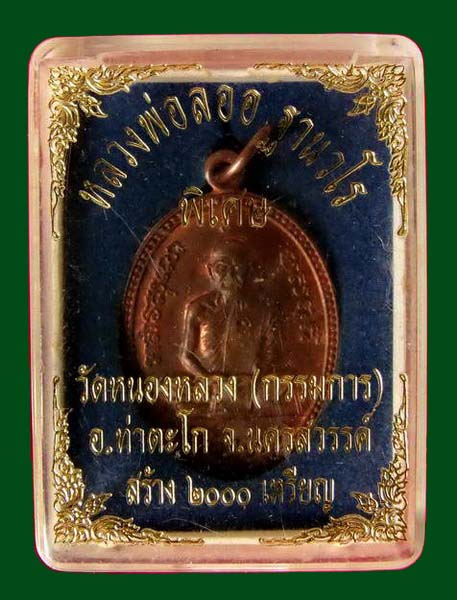 หลวงพ่อลออ ฐานวโร
พิเศษ
วัดหนองหลวง (กรรมการ)
อ.ท่าตะโก จ.นครสวรรค์
สร้าง ๒๐๐๑ เหรียญ